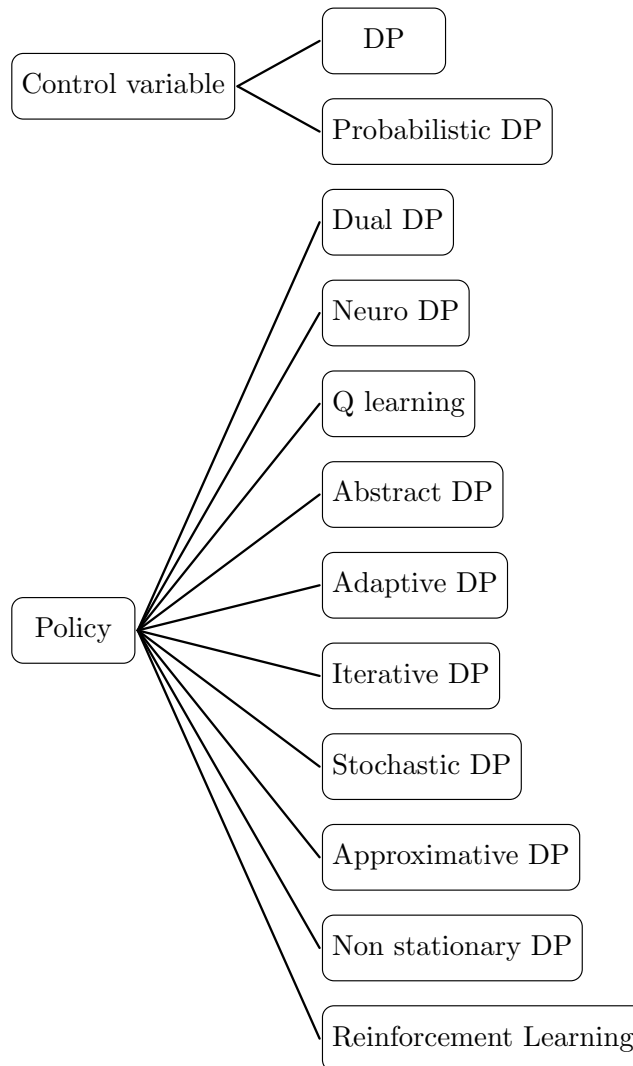 DP
Control variable
Probabilistic DP
Dual DP
Neuro DP
Q learning
Abstract DP
Adaptive DP
Policy
Iterative DP
Stochastic DP
Approximative DP
Non stationary DP
Reinforcement Learning